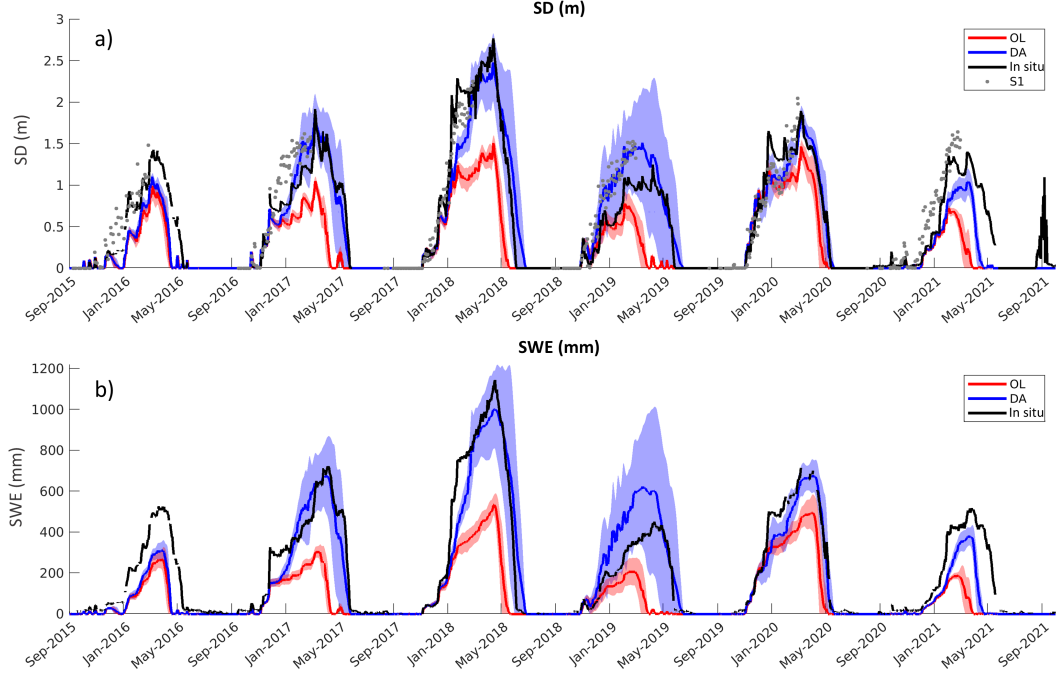 SD (m)
a)
SD (m)
3
2.5
2
1.5
1
0.5
0
OL
DA
In situ
S1
Sep-2015
Jan-2016
May-2016
Sep-2016
Jan-2017
May-2017
Sep-2017
Jan-2018
May-2018
Sep-2018
Jan-2019
May-2019
Sep-2019
Jan-2020
May-2020
Sep-2020
Jan-2021
May-2021
Sep-2021
SWE (mm)
b)
SWE (mm)
1200
1000
800
600
400
200
0
OL
DA
In situ
Sep-2015
Jan-2016
May-2016
Sep-2016
Jan-2017
May-2017
Sep-2017
Jan-2018
May-2018
Sep-2018
Jan-2019
May-2019
Sep-2019
Jan-2020
May-2020
Sep-2020
Jan-2021
May-2021
Sep-2021